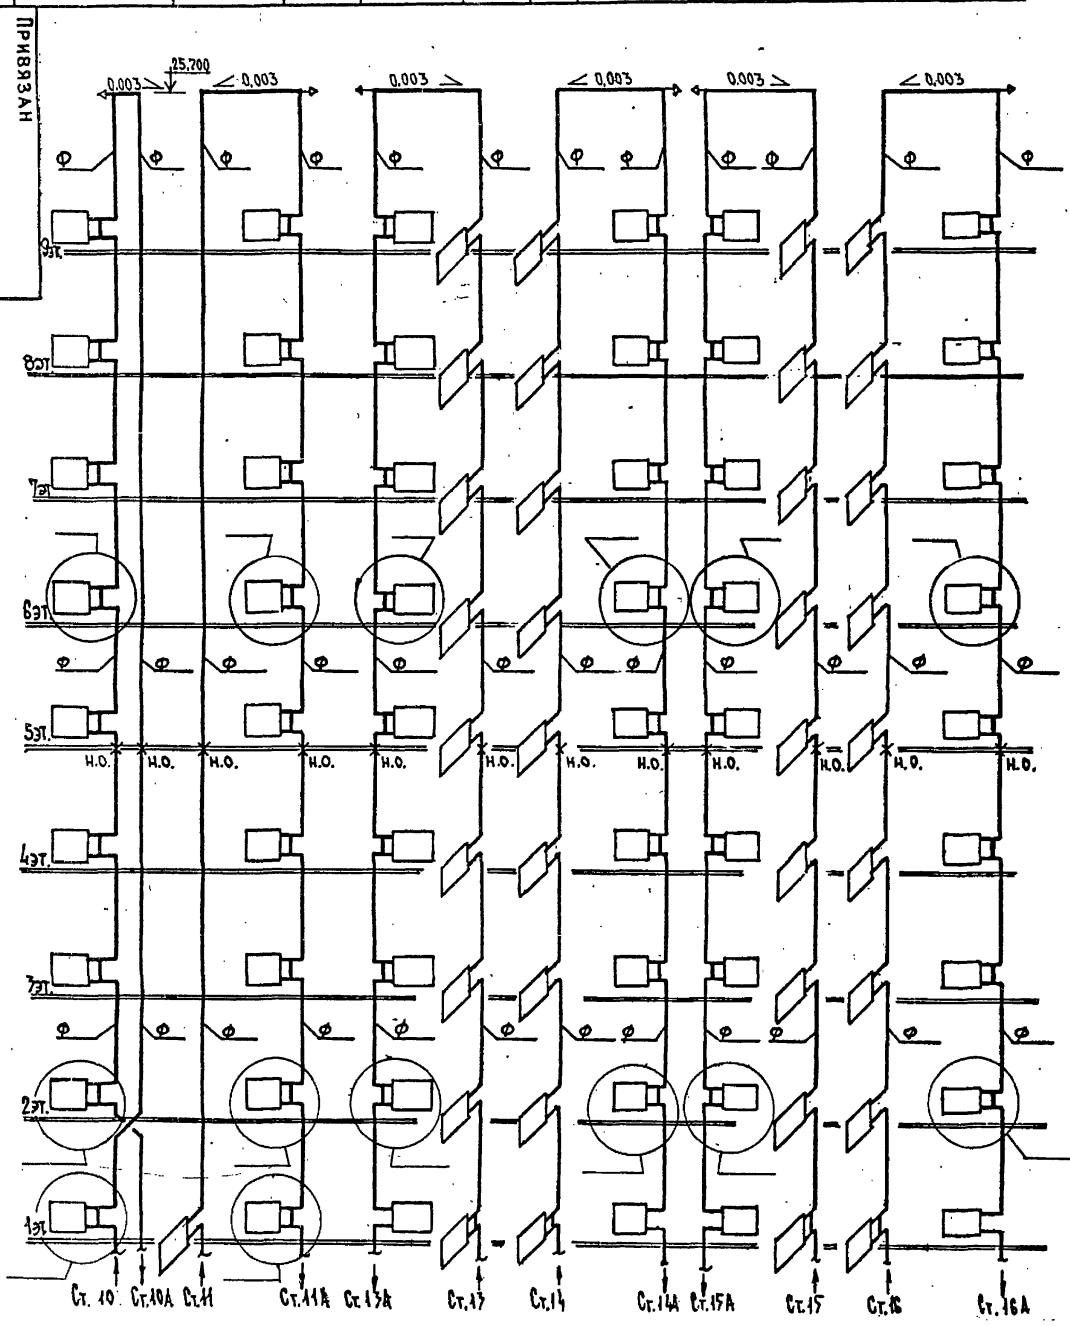 ПРИВЯЗАН
25,700
0,003 0,003 0,003 0,003 0,003 0,003
Ф Ф Ф Ф Ф Ф Ф Ф Ф Ф Ф Ф
9эт.
8эт.
7эт.
6эт.
Ф Ф Ф Ф Ф Ф Ф Ф Ф Ф Ф Ф
5эт.
Н.О. Н.О. Н.О. Н.О. Н.О. Н.О. Н.О. Н.О. Н.О. Н.О. Н.О. Н.О.
4эт.
3эт.
Ф Ф Ф Ф Ф Ф Ф Ф Ф Ф Ф Ф
2эт.
1эт.
Ст. 10 Ст.10А Ст.11 Ст.11А Ст.13А Ст.13 Ст.14 Ст.14А Ст.15А Ст.15 Ст.16 Ст.16А